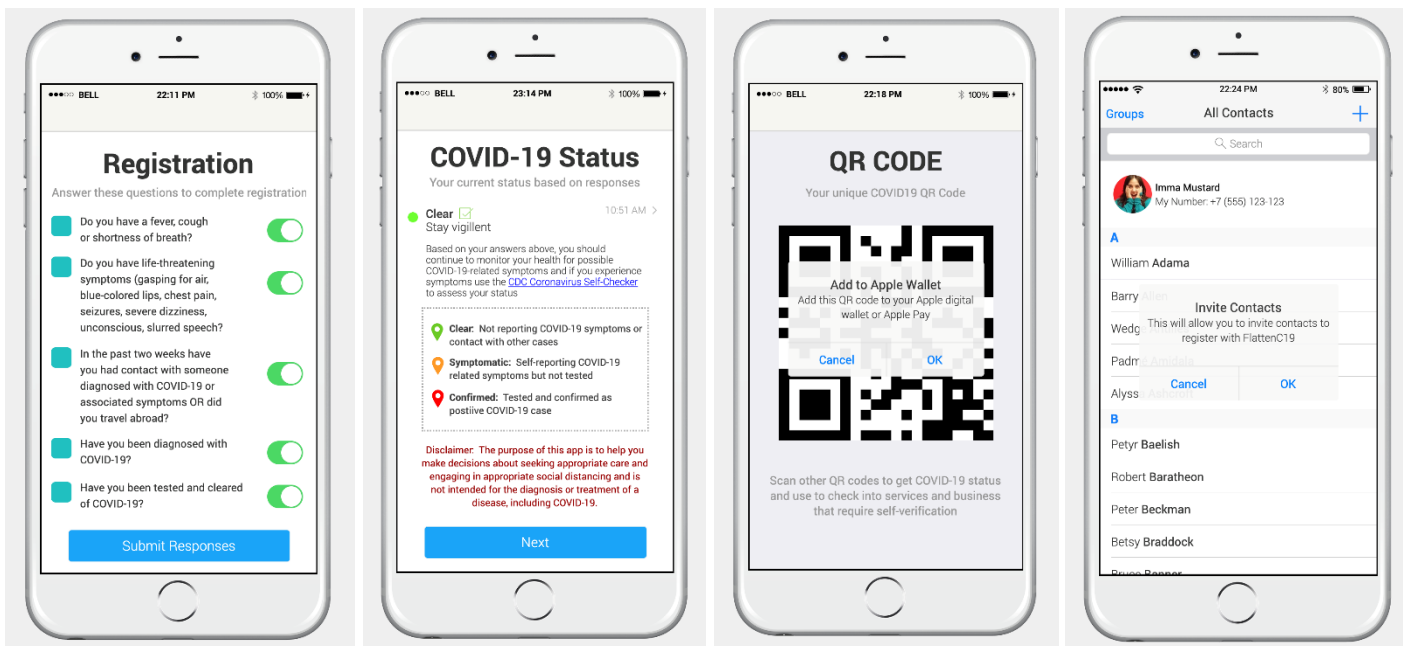 BELL 22:11 PM 100%
Registration
Answer these questions to complete registration
Do you have a fever, cough
or shortness of breath?
Do you have life-threatening
symptoms (gasping for air,
blue-colored lips, chest pain,
seizures, severe dizziness,
unconscious, slurred speech?
In the past two weeks have
you had contact with someone
diagnosed with COVID-19 or
associated symptoms OR did
you travel abroad?
Have you been diagnosed with
COVID-19?
Have you been tested and cleared
of COVID-19?
Submit Responses
BELL 23:14 PM 100%
COVID-19 Status
Your current status based on responses
Clear 10:51 AM
Stay vigillent
Based on your answers above, you should
continue to monitor your health for possible
COVID-19-related symptoms and if you experience
symptoms use the CDC Coronavirus Self-Checker
to assess your status
Clear: Not reporting COVID-19 symptoms or
contact with other cases
Symptomatic: Self-reporting COVID-19
related symptoms but not tested
Confirmed: Tested and confirmed as
postiive COVID-19 case
Disclaimer: The purpose of this app is to help you
make decisions about seeking appropriate care and
engaging in appropriate social distancing and is
not intended for the diagnosis or treatment of a
disease, including COVID-19.
Next
BELL 22:18 PM 100%
QR CODE
Your unique COVID19 QR Code
Add to Apple Wallet
Add this QR code to your Apple digital
wallet or Apple Pay
Cancel OK
Scan other QR codes to get COVID-19 status
and use to check into services and business
that require self-verification
22:24 PM 80%
Groups All Contacts +
Search
Imma Mustard
My Number: +7 (555) 123-123
A
William Adama
Barry Allen
Invite Contacts
This will allow you to invite contacts to
register with FlattenC19
Cancel OK
Padmé Amidala
Alyssa Ashcroft
B
Petyr Baelish
Robert Baratheon
Peter Beckman
Betsy Braddock
Bruce Banner